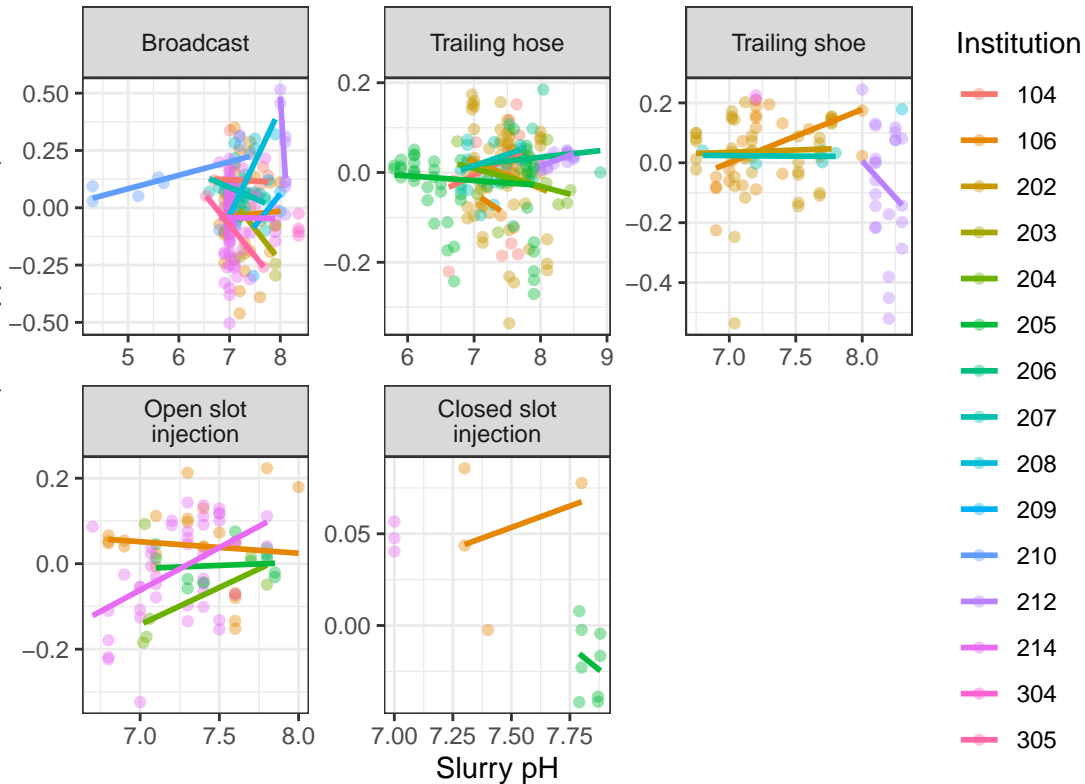 Broadcast
Trailing hose
Trailing shoe
Institution
0.50
0.25
0.00
−0.25
−0.50
5 6 7 8
0.2
0.0
−0.2
6 7 8 9
0.2
0.0
−0.2
−0.4
7.0 7.5 8.0
Open slot
injection
Closed slot
injection
0.2
0.0
−0.2
7.0 7.5 8.0
0.05
0.00
7.00 7.25 7.50 7.75
Slurry pH
104
106
202
203
204
205
206
207
208
209
210
212
214
304
305